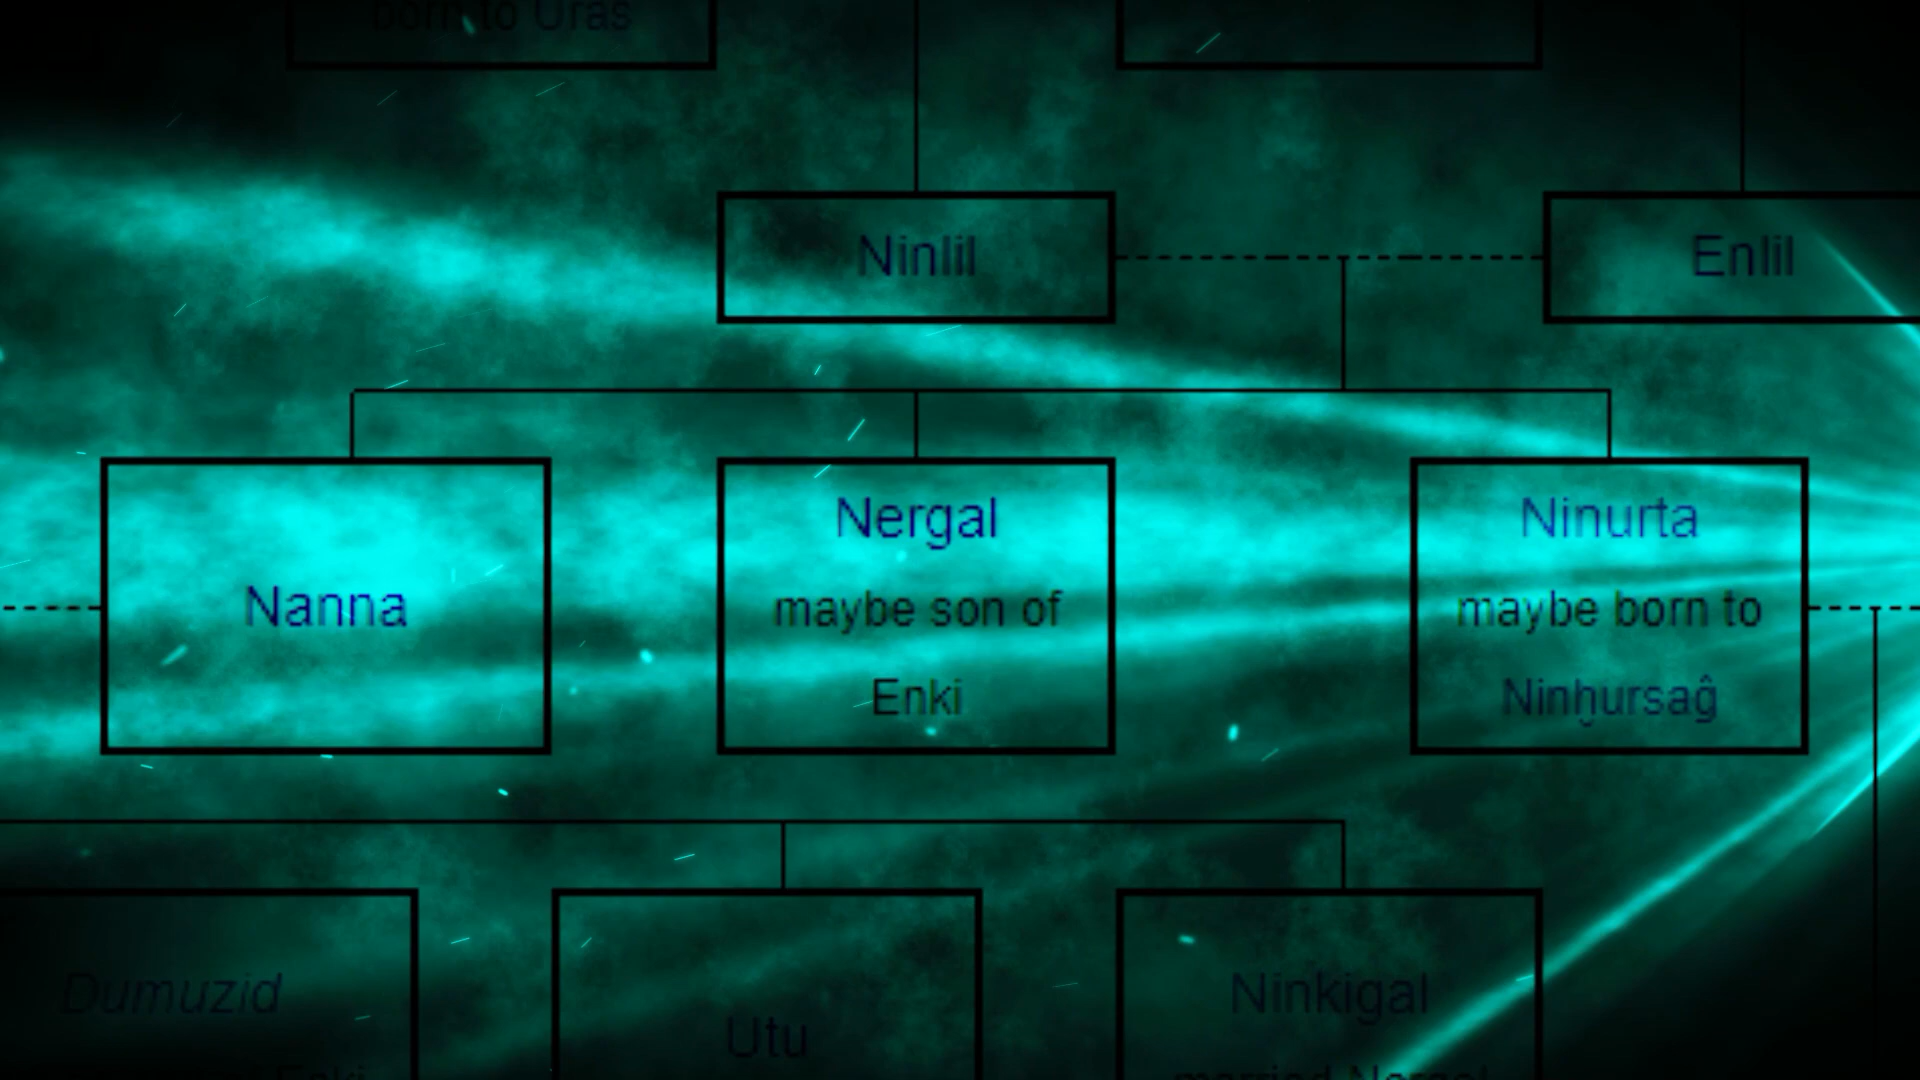 born to Uras
Ninlil
Enlil
Nanna
Nergal
maybe son of
Enki
Ninurta
maybe born to
Ninḫursaĝ
Dumuzid
Enki
Utu
Ninkigal
married Nergal